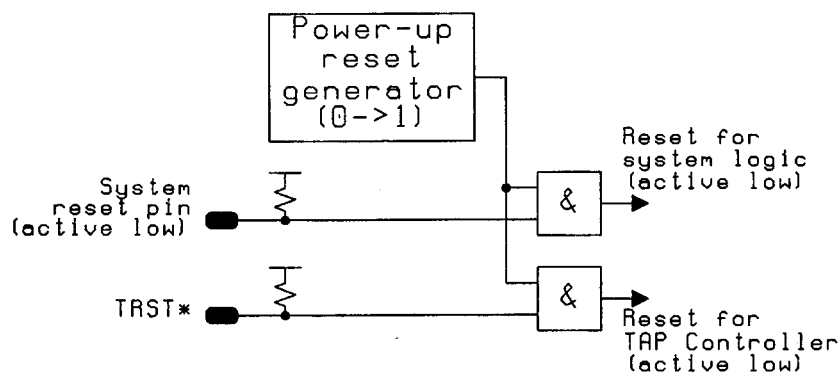 Power-up
reset
generator
(0->1)
Reset for
system logic
(active low)
System
reset pin
(active low)
&
&
TRST*
Reset for
TAP Controller
(active low)